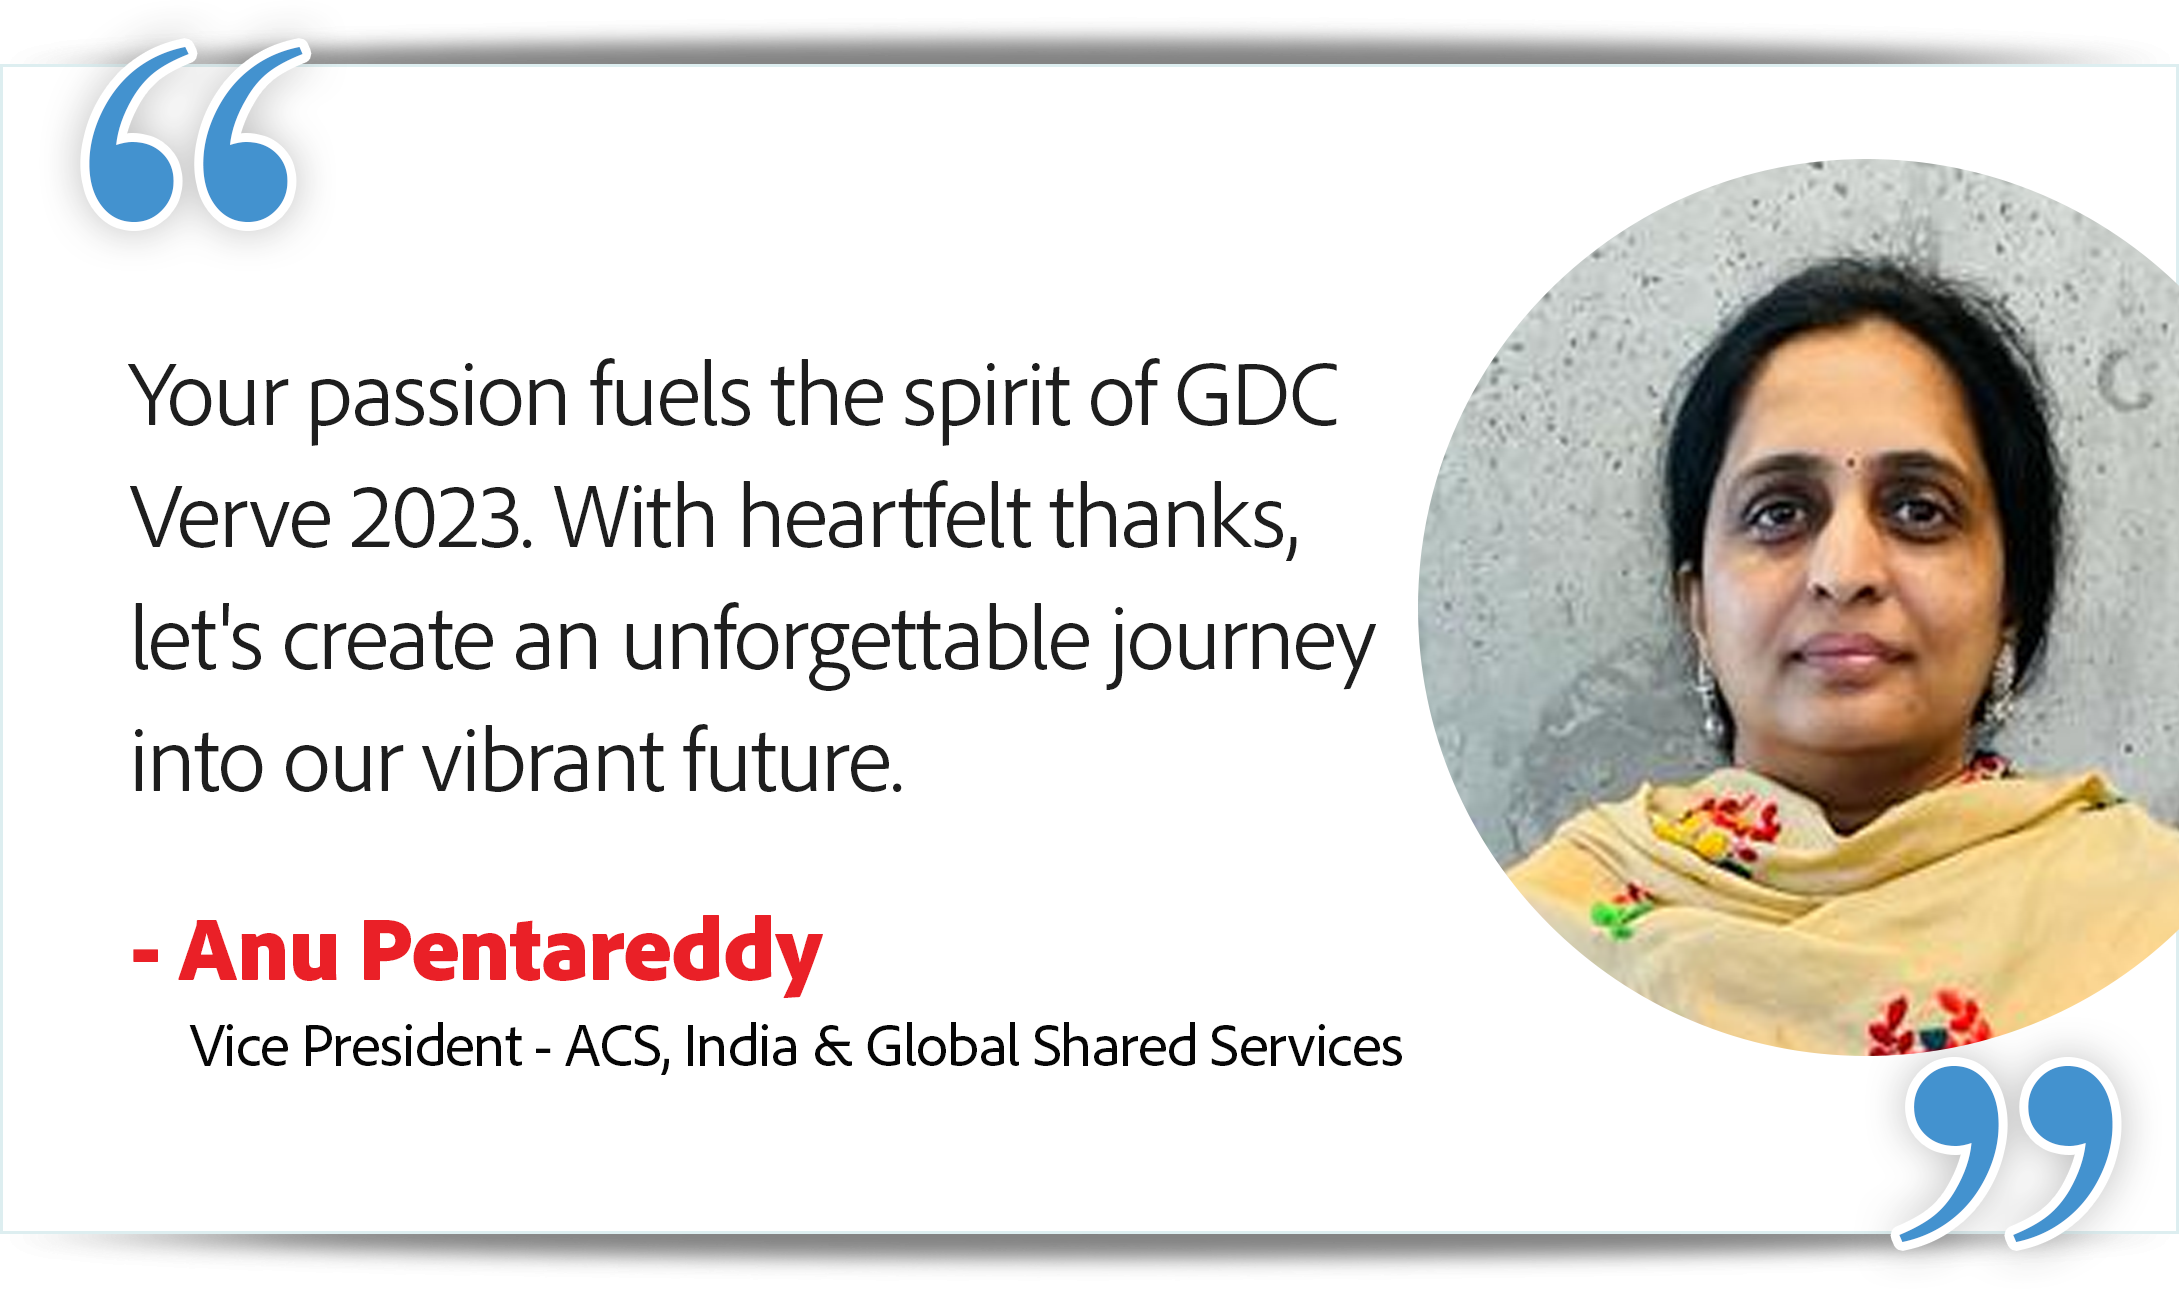 Your passion fuels the spirit of GDC
Verve 2023. With heartfelt thanks,
let's create an unforgettable journey
into our vibrant future.
- Anu Pentareddy
Vice President - ACS, India & Global Shared Services